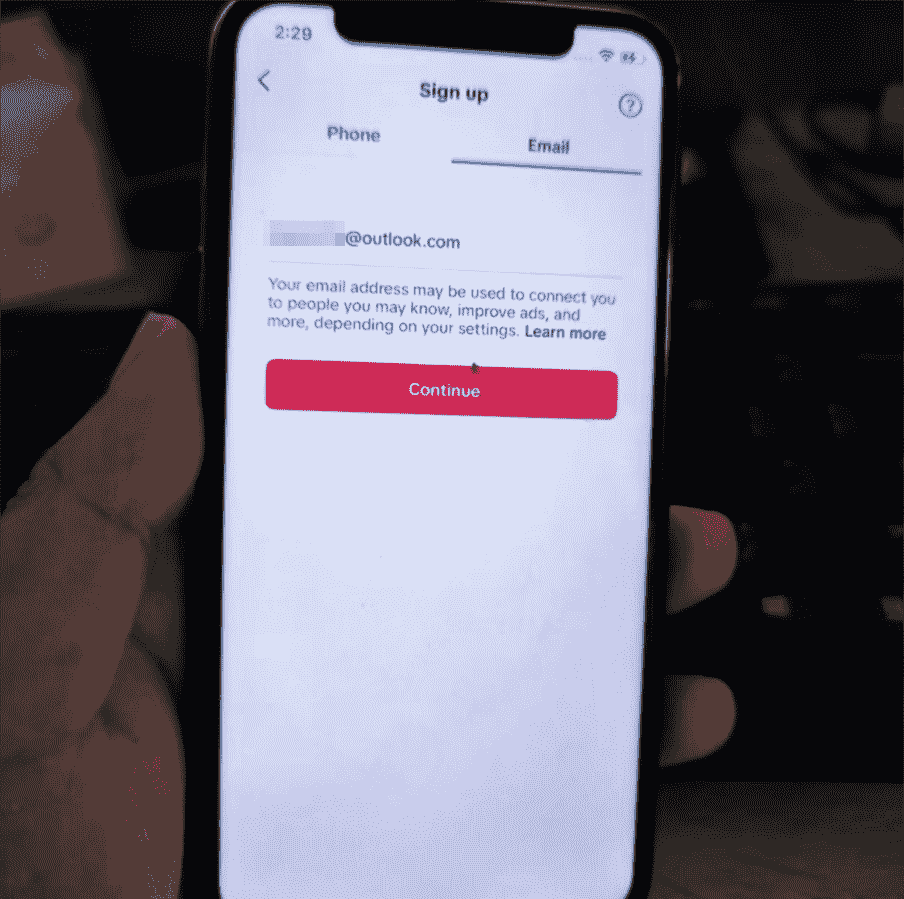 2:29
Sign up
?
Phone
Email
@outlook.com
Your email address may be used to connect you
to people you may know, improve ads, and
more, depending on your settings. Learn more
Continue